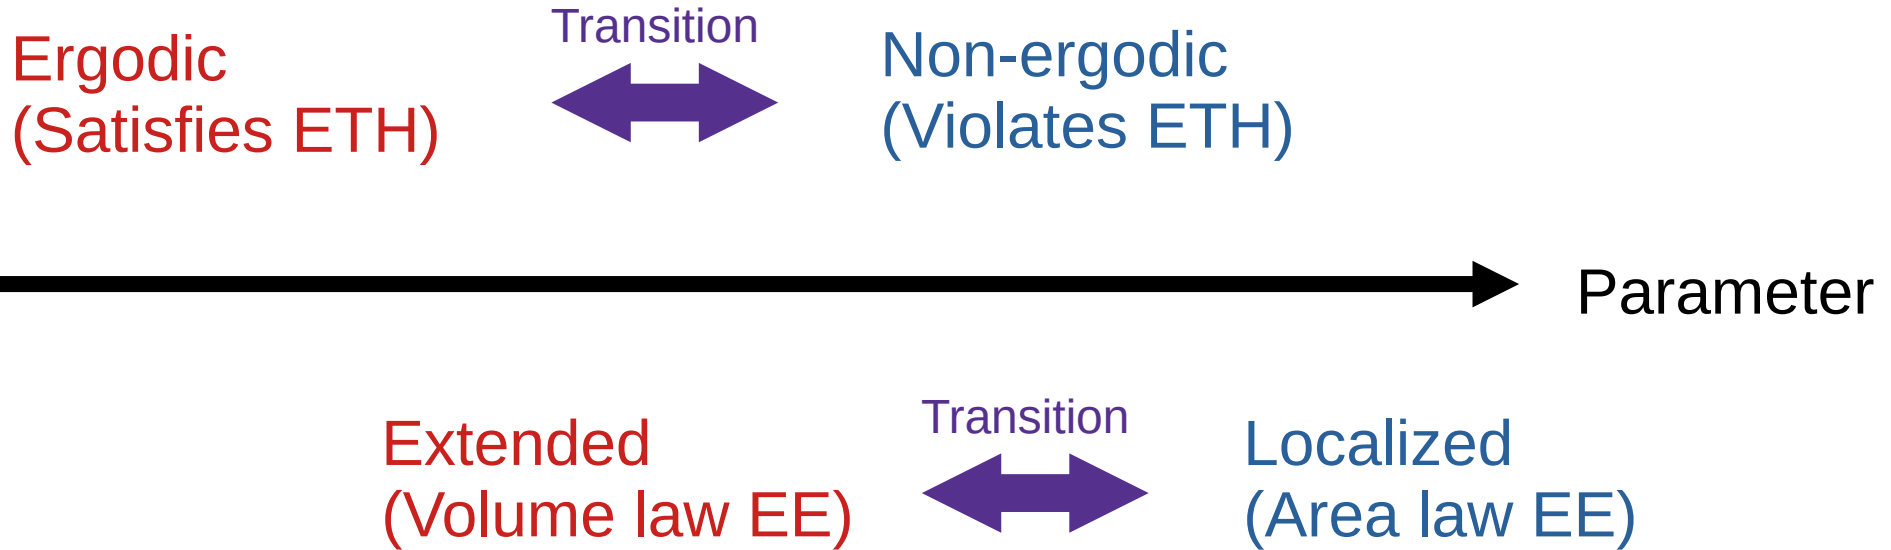 Transition
Ergodic
(Satisfies ETH)
Non-ergodic
(Violates ETH)
Parameter
Transition
Extended
(Volume law EE)
Localized
(Area law EE)